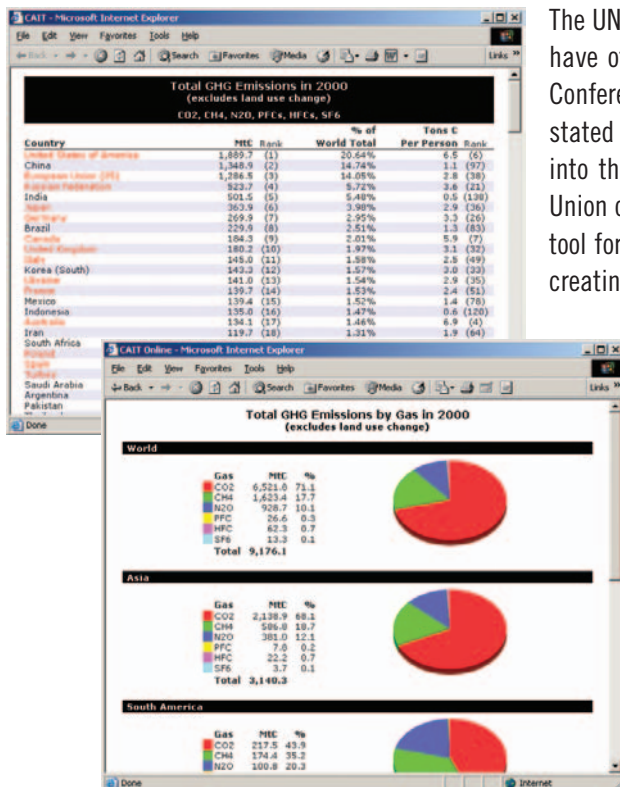 CAIT - Microsoft Internet Explorer
File Edit View Favorites Tools Help
Back Search Favorites Media Links »
Total GHG Emissions in 2000
(excludes land use change)
CO2, CH4, N2O, PFCs, HFCs, SF6
% of Tons C
Country MtC Rank World Total Per Person Rank
United States of America 1,889.7 (1) 20.64% 6.5 (6)
China 1,348.9 (2) 14.74% 1.1 (97)
European Union (25) 1,286.5 (3) 14.05% 2.8 (38)
Russian Federation 523.7 (4) 5.72% 3.6 (21)
India 501.5 (5) 5.48% 0.5 (138)
Japan 363.9 (6) 3.98% 2.9 (36)
Germany 269.9 (7) 2.95% 3.3 (26)
Brazil 229.9 (8) 2.51% 1.3 (83)
Canada 184.3 (9) 2.01% 5.9 (7)
United Kingdom 180.2 (10) 1.97% 3.1 (32)
Italy 145.0 (11) 1.58% 2.5 (49)
Korea (South) 143.3 (12) 1.57% 3.0 (33)
Ukraine 141.0 (13) 1.54% 2.9 (35)
France 139.7 (14) 1.53% 2.4 (51)
Mexico 139.4 (15) 1.52% 1.4 (78)
Indonesia 135.0 (16) 1.47% 0.6 (120)
Australia 134.1 (17) 1.46% 6.9 (4)
Iran 119.7 (18) 1.31% 1.9 (64)
South Africa
Poland
Spain
Turkey
Saudi Arabia
Argentina
Pakistan
Done
The UN
have of
Confere
stated
into th
Union c
tool for
creatin
CAIT Online - Microsoft Internet Explorer
File Edit View Favorites Tools Help
Back Search Favorites Media Links »
Total GHG Emissions by Gas in 2000
(excludes land use change)
World
Gas MtC %
CO2 6,521.8 71.1
CH4 1,623.4 17.7
N2O 928.7 10.1
PFC 26.6 0.3
HFC 62.3 0.7
SF6 13.3 0.1
Total 9,176.1
Asia
Gas MtC %
CO2 2,138.9 68.1
CH4 586.8 18.7
N2O 381.0 12.1
PFC 7.8 0.2
HFC 22.2 0.7
SF6 3.7 0.1
Total 3,140.3
South America
Gas MtC %
CO2 217.5 43.9
CH4 174.4 35.2
N2O 100.8 20.3
Done Internet